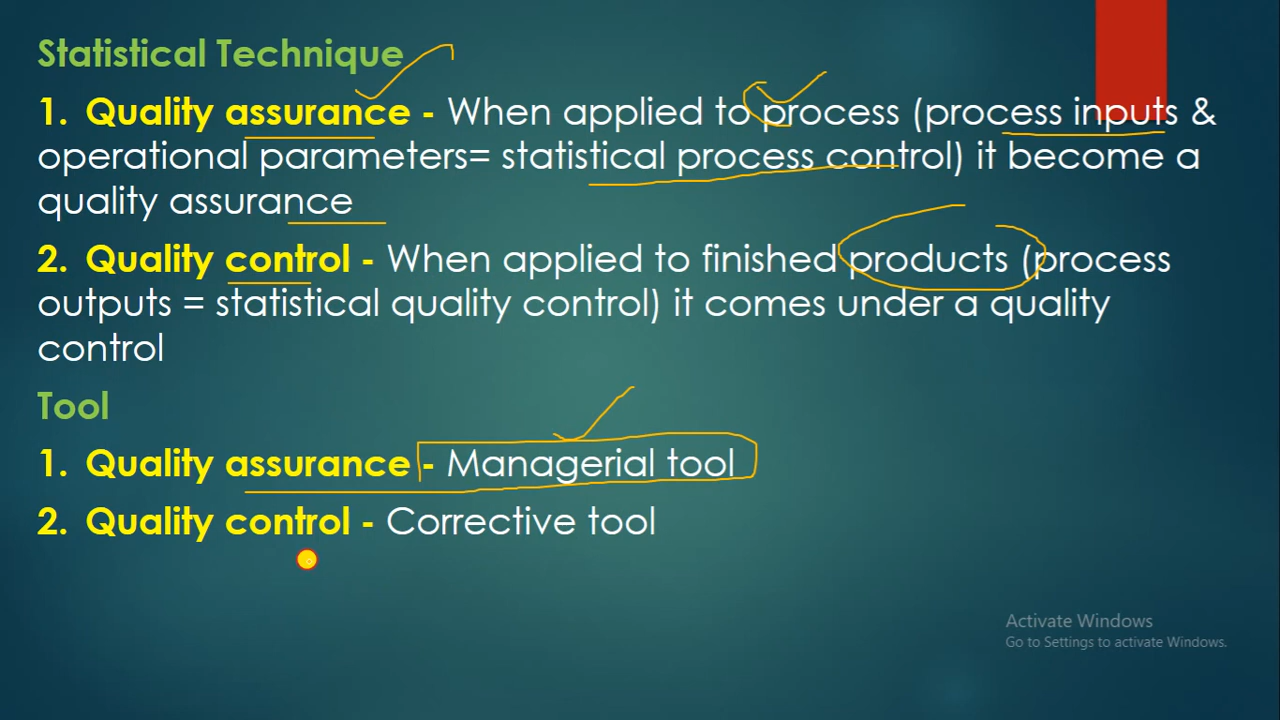 Statistical Technique
1. Quality assurance - When applied to process (process inputs &
operational parameters= statistical process control) it become a
quality assurance
2. Quality control - When applied to finished products (process
outputs = statistical quality control) it comes under a quality
control
Tool
1. Quality assurance - Managerial tool
2. Quality control - Corrective tool
Activate Windows
Go to Settings to activate Windows.